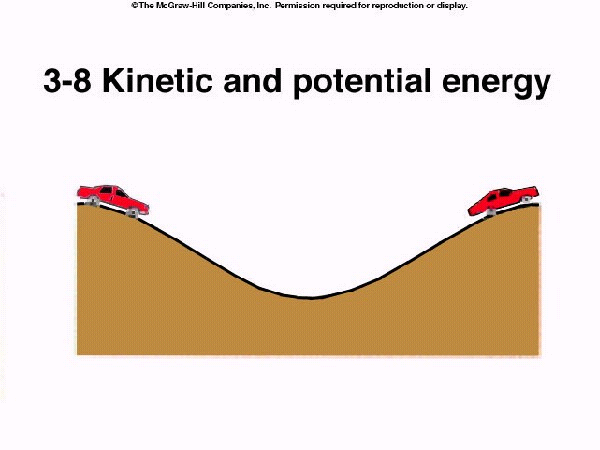 ©The McGraw-Hill Companies, Inc. Permission required for reproduction or display.
3-8 Kinetic and potential energy